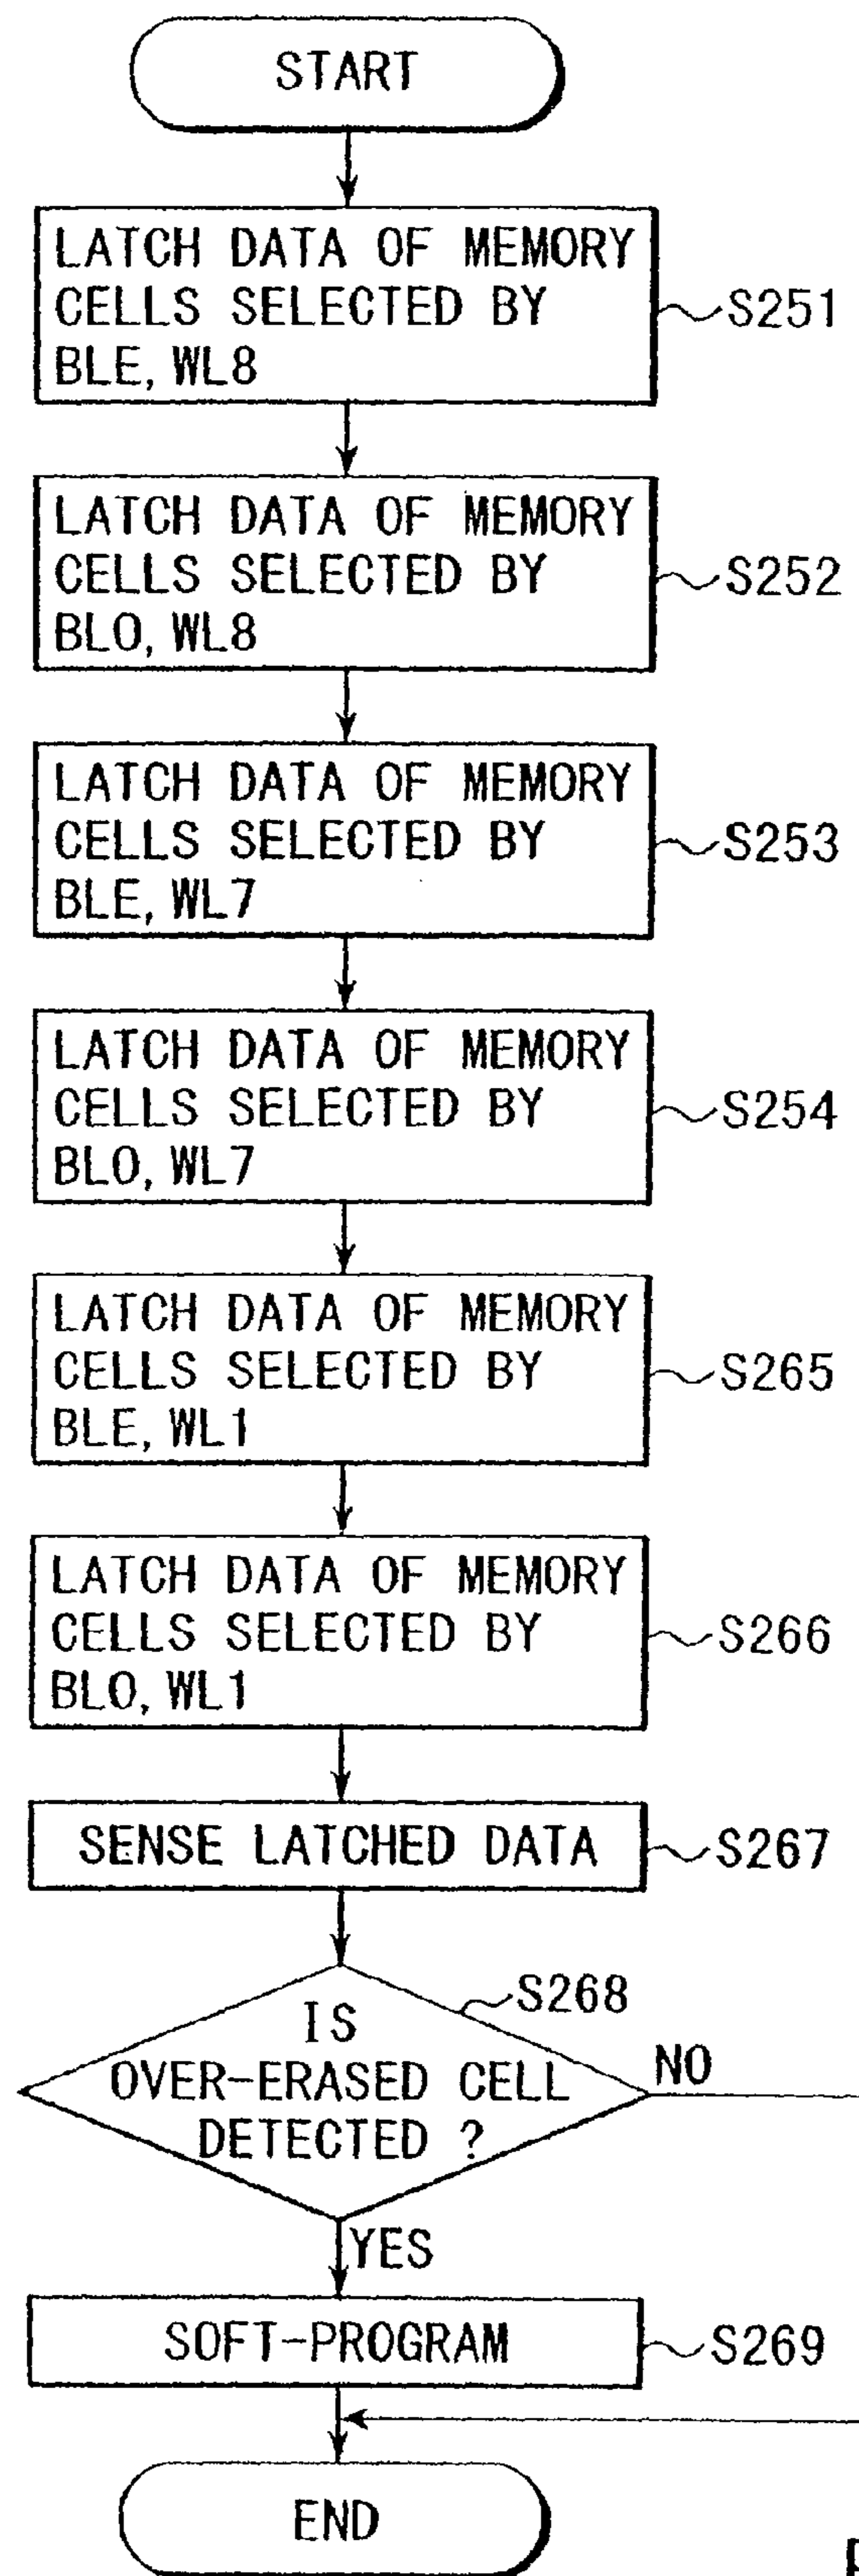 START
LATCH DATA OF MEMORY
CELLS SELECTED BY
BLE, WL8
S251
LATCH DATA OF MEMORY
CELLS SELECTED BY
BLO, WL8
S252
LATCH DATA OF MEMORY
CELLS SELECTED BY
BLE, WL7
S253
LATCH DATA OF MEMORY
CELLS SELECTED BY
BLO, WL7
S254
LATCH DATA OF MEMORY
CELLS SELECTED BY
BLE, WL1
S265
LATCH DATA OF MEMORY
CELLS SELECTED BY
BLO, WL1
S266
SENSE LATCHED DATA
S267
S268
IS
OVER-ERASED CELL
DETECTED ?
NO
YES
SOFT-PROGRAM
S269
END